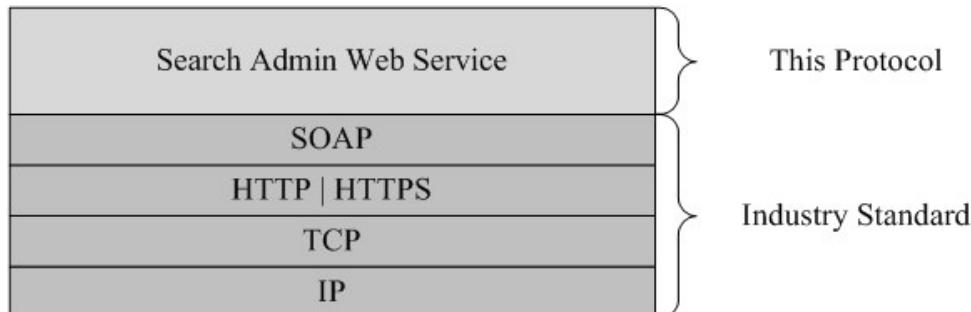 Search Admin Web Service
This Protocol
SOAP
HTTP | HTTPS
TCP
IP
Industry Standard